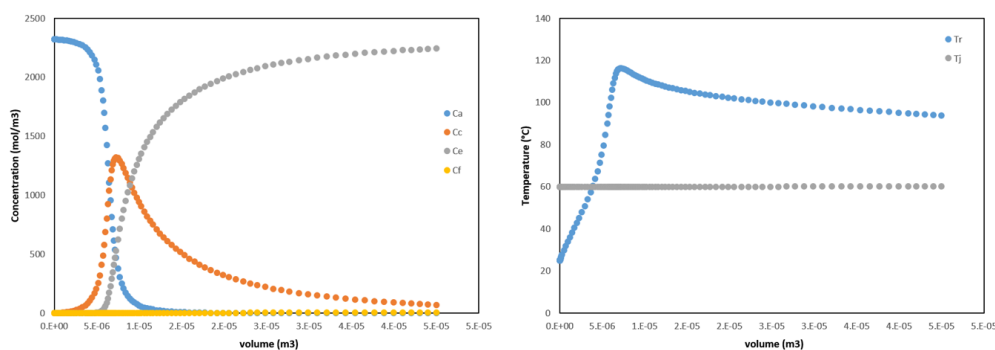 2500
2000
1500
1000
500
0
Concentration (mol/m3)
0.E+00 5.E-06 1.E-05 2.E-05 2.E-05 3.E-05 3.E-05 4.E-05 4.E-05 5.E-05 5.E-05
volume (m3)
Ca
Cc
Ce
Cf
140
120
100
80
60
40
20
0
Temperature (°C)
0.E+00 5.E-06 1.E-05 2.E-05 2.E-05 3.E-05 3.E-05 4.E-05 4.E-05 5.E-05 5.E-05
volume (m3)
Tr
Tj